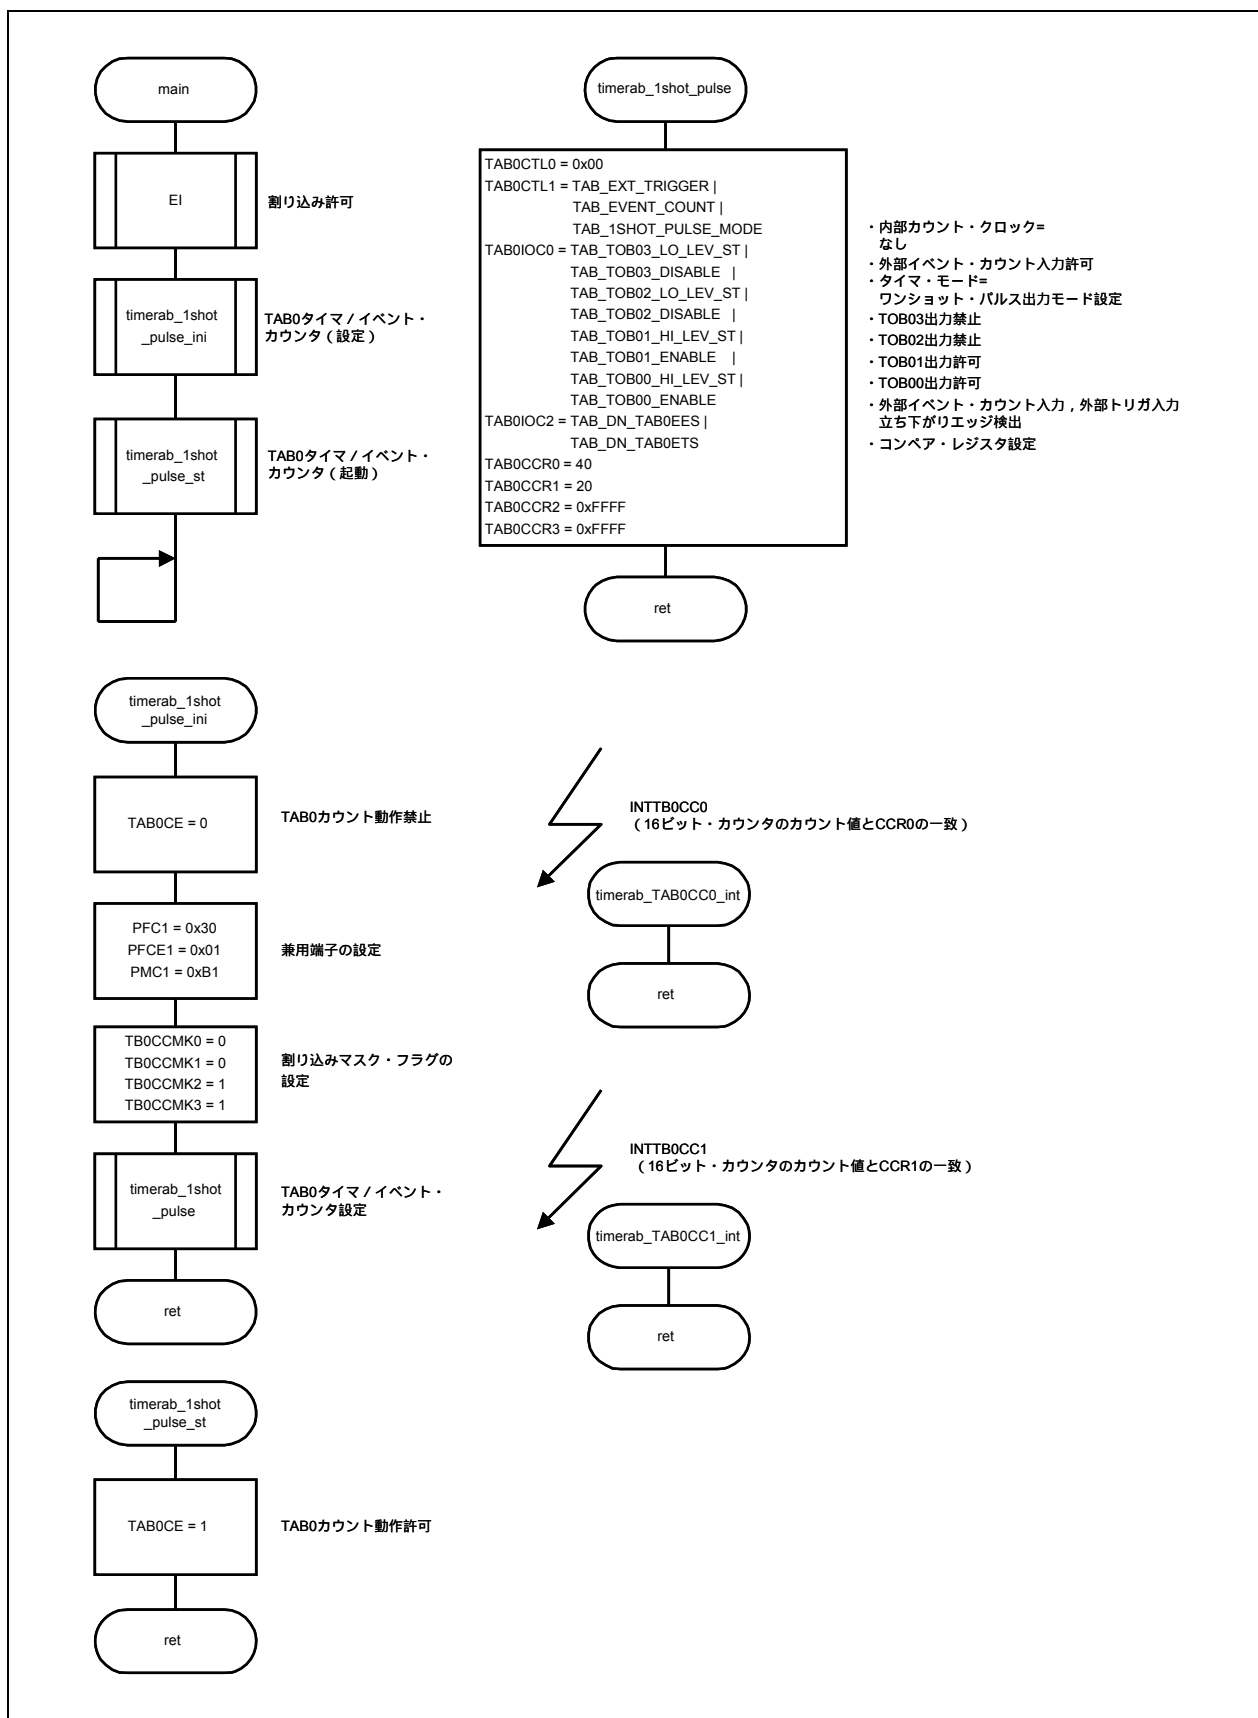 main
EI
割り込み許可
timerab_1shot
_pulse_ini
TAB0タイマ／イベント・
カウンタ（設定）
timerab_1shot
_pulse_st
TAB0タイマ／イベント・
カウンタ（起動）
timerab_1shot_pulse
TAB0CTL0 = 0x00
TAB0CTL1 = TAB_EXT_TRIGGER |
TAB_EVENT_COUNT |
TAB_1SHOT_PULSE_MODE
TAB0IOC0 = TAB_TOB03_LO_LEV_ST |
TAB_TOB03_DISABLE |
TAB_TOB02_LO_LEV_ST |
TAB_TOB02_DISABLE |
TAB_TOB01_HI_LEV_ST |
TAB_TOB01_ENABLE |
TAB_TOB00_HI_LEV_ST |
TAB_TOB00_ENABLE
TAB0IOC2 = TAB_DN_TAB0EES |
TAB_DN_TAB0ETS
TAB0CCR0 = 40
TAB0CCR1 = 20
TAB0CCR2 = 0xFFFF
TAB0CCR3 = 0xFFFF
・内部カウント・クロック=
なし
・外部イベント・カウント入力許可
・タイマ・モード=
ワンショット・パルス出力モード設定
・TOB03出力禁止
・TOB02出力禁止
・TOB01出力許可
・TOB00出力許可
・外部イベント・カウント入力，外部トリガ入力
立ち下がりエッジ検出
・コンペア・レジスタ設定
ret
timerab_1shot
_pulse_ini
TAB0CE = 0
TAB0カウント動作禁止
PFC1 = 0x30
PFCE1 = 0x01
PMC1 = 0xB1
兼用端子の設定
TB0CCMK0 = 0
TB0CCMK1 = 0
TB0CCMK2 = 1
TB0CCMK3 = 1
割り込みマスク・フラグの
設定
timerab_1shot
_pulse
TAB0タイマ／イベント・
カウンタ設定
ret
INTTB0CC0
（16ビット・カウンタのカウント値とCCR0の一致）
timerab_TAB0CC0_int
ret
INTTB0CC1
（16ビット・カウンタのカウント値とCCR1の一致）
timerab_TAB0CC1_int
ret
timerab_1shot
_pulse_st
TAB0CE = 1
TAB0カウント動作許可
ret